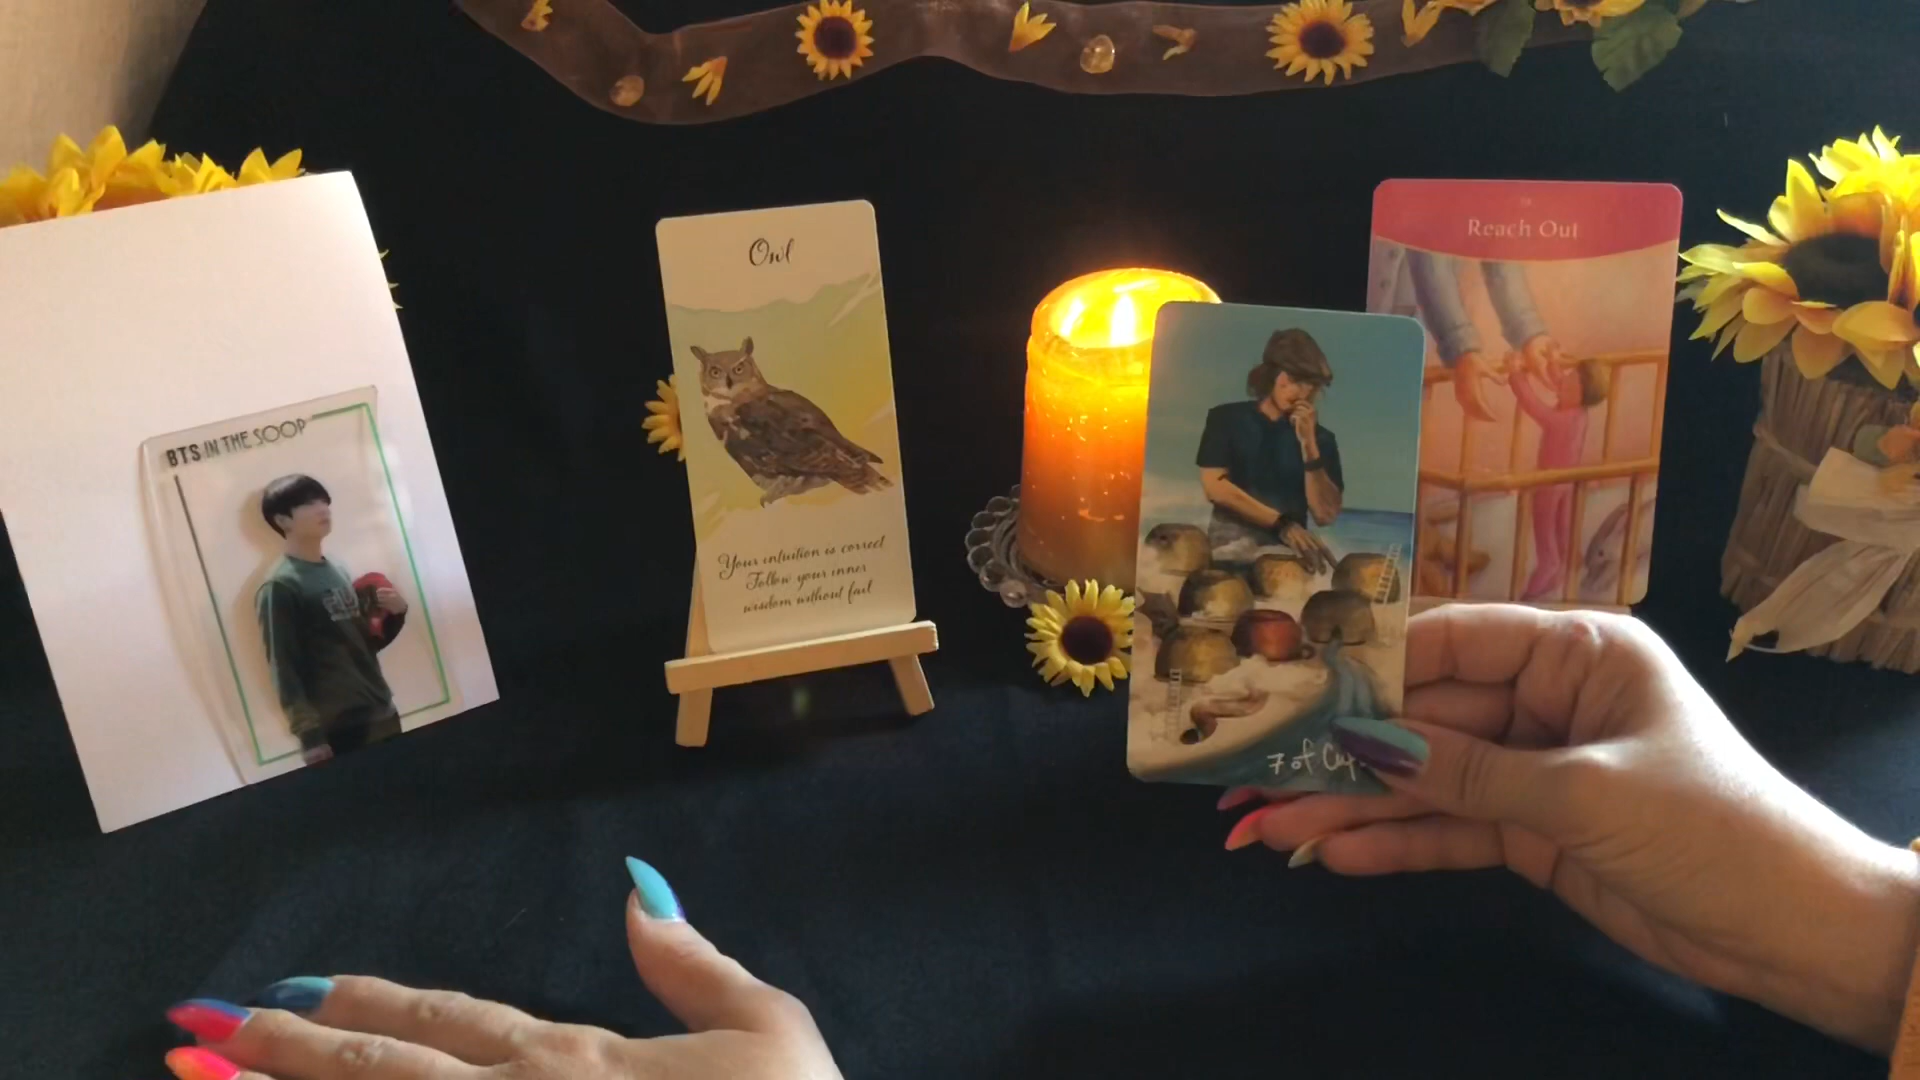 BTS IN THE SOOP
Owl
Your intuition is correct
Follow your inner
wisdom without fail
Reach Out
7 of